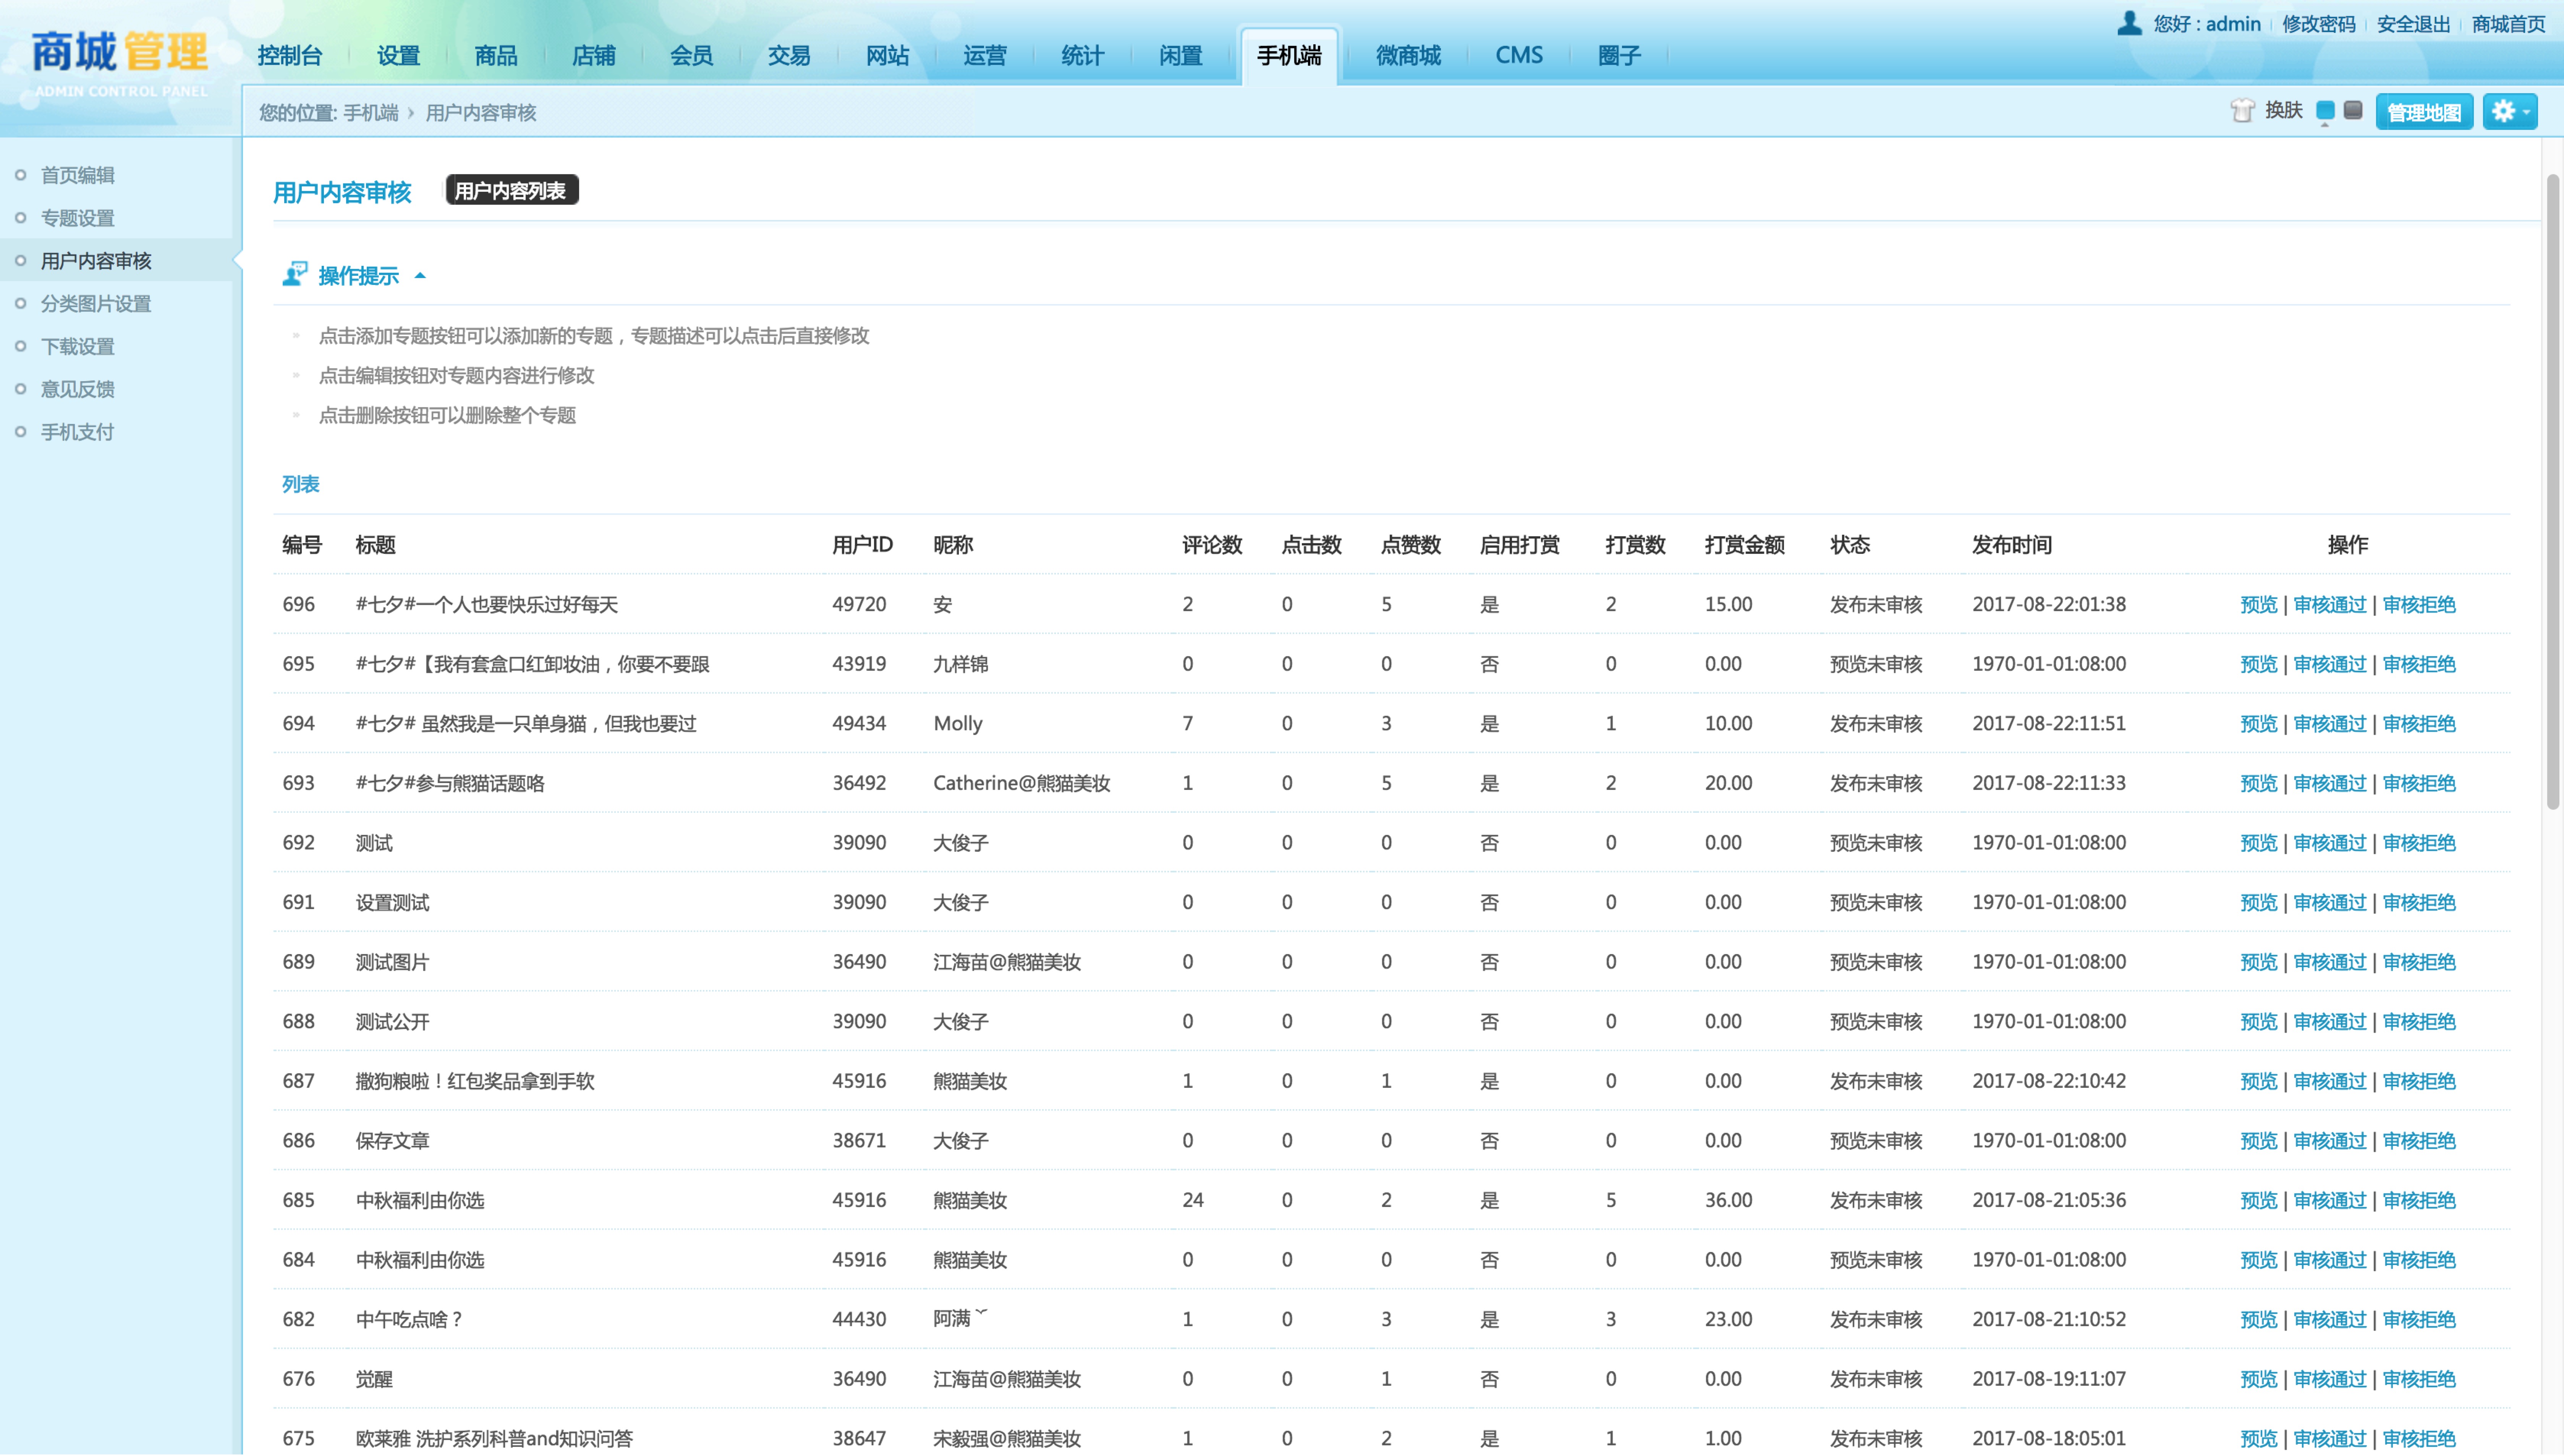 您好 : admin 修改密码 安全退出 商城首页
商城 管理
ADMIN CONTROL PANEL
控制台 设置 商品 店铺 会员 交易 网站 运营 统计 闲置 手机端 微商城 CMS 圈子
您的位置: 手机端 › 用户内容审核
换肤 管理地图
首页编辑
专题设置
用户内容审核
分类图片设置
下载设置
意见反馈
手机支付
用户内容审核 用户内容列表
操作提示
点击添加专题按钮可以添加新的专题，专题描述可以点击后直接修改
点击编辑按钮对专题内容进行修改
点击删除按钮可以删除整个专题
列表
编号 标题 用户ID 昵称 评论数 点击数 点赞数 启用打赏 打赏数 打赏金额 状态 发布时间 操作
696 #七夕#一个人也要快乐过好每天 49720 安 2 0 5 是 2 15.00 发布未审核 2017-08-22:01:38 预览 | 审核通过 | 审核拒绝
695 #七夕#【我有套盒口红卸妆油，你要不要跟 43919 九样锦 0 0 0 否 0 0.00 预览未审核 1970-01-01:08:00 预览 | 审核通过 | 审核拒绝
694 #七夕# 虽然我是一只单身猫，但我也要过 49434 Molly 7 0 3 是 1 10.00 发布未审核 2017-08-22:11:51 预览 | 审核通过 | 审核拒绝
693 #七夕#参与熊猫话题咯 36492 Catherine@熊猫美妆 1 0 5 是 2 20.00 发布未审核 2017-08-22:11:33 预览 | 审核通过 | 审核拒绝
692 测试 39090 大俊子 0 0 0 否 0 0.00 预览未审核 1970-01-01:08:00 预览 | 审核通过 | 审核拒绝
691 设置测试 39090 大俊子 0 0 0 否 0 0.00 预览未审核 1970-01-01:08:00 预览 | 审核通过 | 审核拒绝
689 测试图片 36490 江海苗@熊猫美妆 0 0 0 否 0 0.00 预览未审核 1970-01-01:08:00 预览 | 审核通过 | 审核拒绝
688 测试公开 39090 大俊子 0 0 0 否 0 0.00 预览未审核 1970-01-01:08:00 预览 | 审核通过 | 审核拒绝
687 撒狗粮啦！红包奖品拿到手软 45916 熊猫美妆 1 0 1 是 0 0.00 发布未审核 2017-08-22:10:42 预览 | 审核通过 | 审核拒绝
686 保存文章 38671 大俊子 0 0 0 否 0 0.00 预览未审核 1970-01-01:08:00 预览 | 审核通过 | 审核拒绝
685 中秋福利由你选 45916 熊猫美妆 24 0 2 是 5 36.00 发布未审核 2017-08-21:05:36 预览 | 审核通过 | 审核拒绝
684 中秋福利由你选 45916 熊猫美妆 0 0 0 否 0 0.00 预览未审核 1970-01-01:08:00 预览 | 审核通过 | 审核拒绝
682 中午吃点啥？ 44430 阿满 1 0 3 是 3 23.00 发布未审核 2017-08-21:10:52 预览 | 审核通过 | 审核拒绝
676 觉醒 36490 江海苗@熊猫美妆 0 0 1 否 0 0.00 发布未审核 2017-08-19:11:07 预览 | 审核通过 | 审核拒绝
675 欧莱雅 洗护系列科普and知识问答 38647 宋毅强@熊猫美妆 1 0 2 是 1 1.00 发布未审核 2017-08-18:05:01 预览 | 审核通过 | 审核拒绝